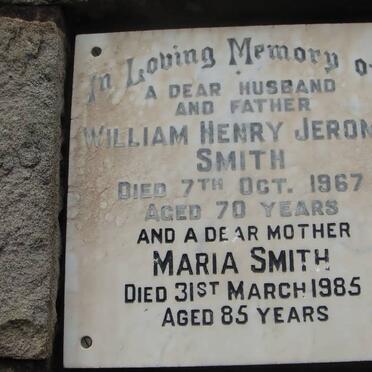 In Loving Memory o
A DEAR HUSBAND
AND FATHER
WILLIAM HENRY JEROM
SMITH
DIED 7TH OCT. 1967
AGED 70 YEARS
AND A DEAR MOTHER
MARIA SMITH
DIED 31ST MARCH 1985
AGED 85 YEARS